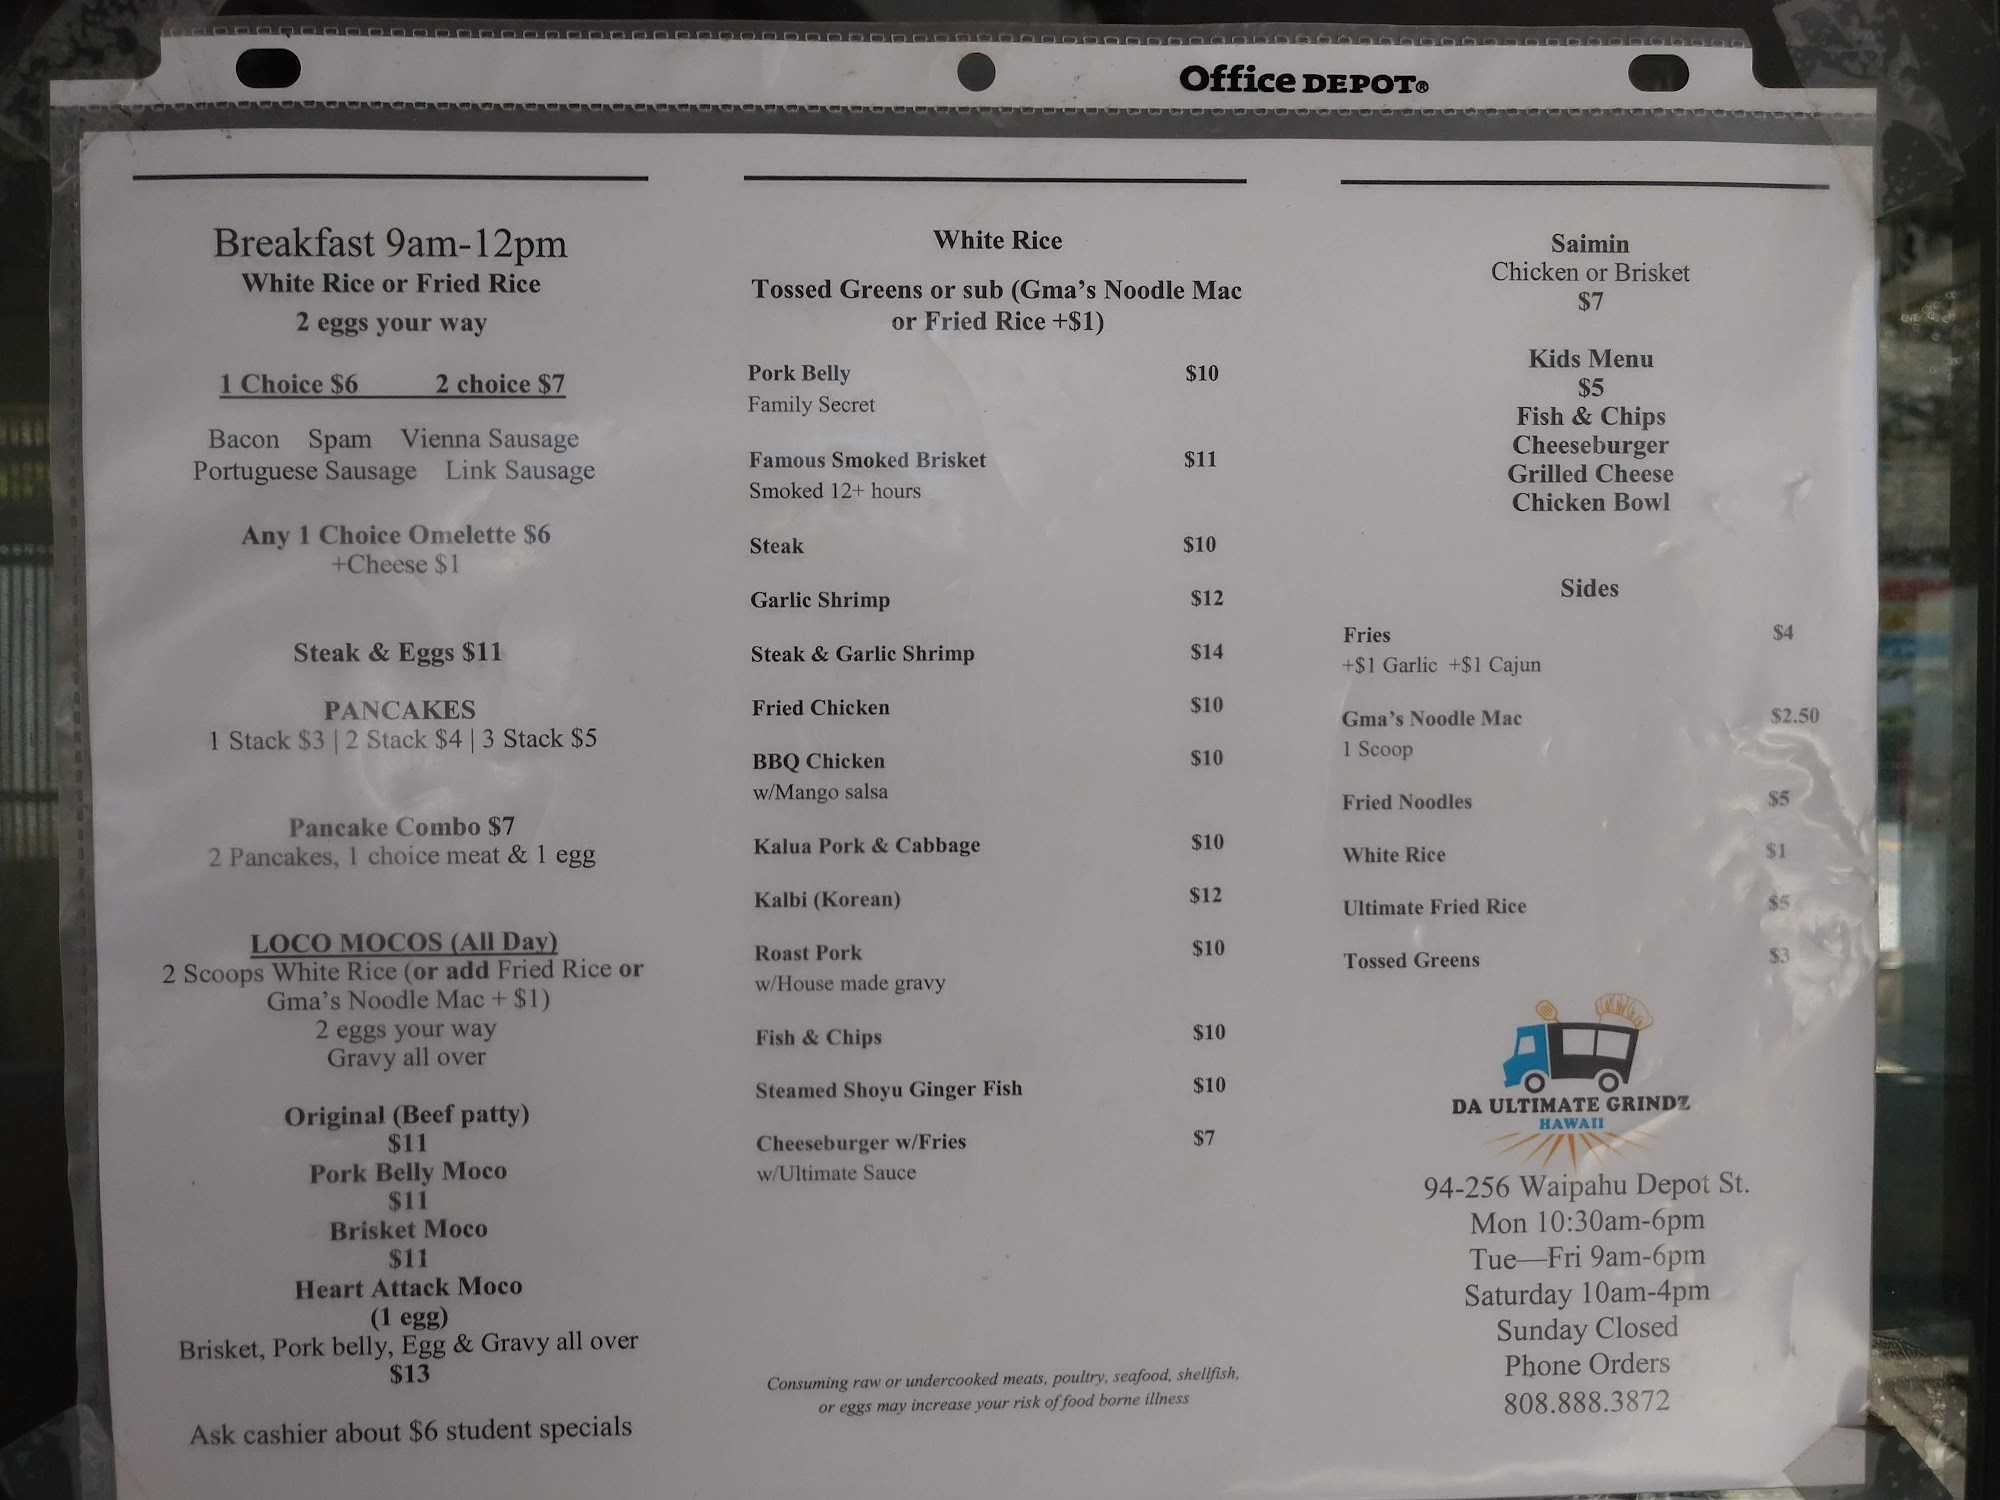 Office DEPOT®
Breakfast 9am-12pm
White Rice or Fried Rice
2 eggs your way
1 Choice $6 2 choice $7
Bacon Spam Vienna Sausage
Portuguese Sausage Link Sausage
Any 1 Choice Omelette $6
+Cheese $1
Steak & Eggs $11
PANCAKES
1 Stack $3 | 2 Stack $4 | 3 Stack $5
Pancake Combo $7
2 Pancakes, 1 choice meat & 1 egg
LOCO MOCOS (All Day)
2 Scoops White Rice (or add Fried Rice or
Gma's Noodle Mac + $1)
2 eggs your way
Gravy all over
Original (Beef patty)
$11
Pork Belly Moco
$11
Brisket Moco
$11
Heart Attack Moco
(1 egg)
Brisket, Pork belly, Egg & Gravy all over
$13
Ask cashier about $6 student specials
White Rice
Tossed Greens or sub (Gma's Noodle Mac
or Fried Rice +$1)
Pork Belly $10
Family Secret
Famous Smoked Brisket $11
Smoked 12+ hours
Steak $10
Garlic Shrimp $12
Steak & Garlic Shrimp $14
Fried Chicken $10
BBQ Chicken $10
w/Mango salsa
Kalua Pork & Cabbage $10
Kalbi (Korean) $12
Roast Pork $10
w/House made gravy
Fish & Chips $10
Steamed Shoyu Ginger Fish $10
Cheeseburger w/Fries $7
w/Ultimate Sauce
Consuming raw or undercooked meats, poultry, seafood, shellfish,
or eggs may increase your risk of food borne illness
Saimin
Chicken or Brisket
$7
Kids Menu
$5
Fish & Chips
Cheeseburger
Grilled Cheese
Chicken Bowl
Sides
Fries $4
+$1 Garlic +$1 Cajun
Gma's Noodle Mac $2.50
1 Scoop
Fried Noodles $5
White Rice $1
Ultimate Fried Rice $5
Tossed Greens $3
DA ULTIMATE GRINDZ
HAWAII
94-256 Waipahu Depot St.
Mon 10:30am-6pm
Tue—Fri 9am-6pm
Saturday 10am-4pm
Sunday Closed
Phone Orders
808.888.3872